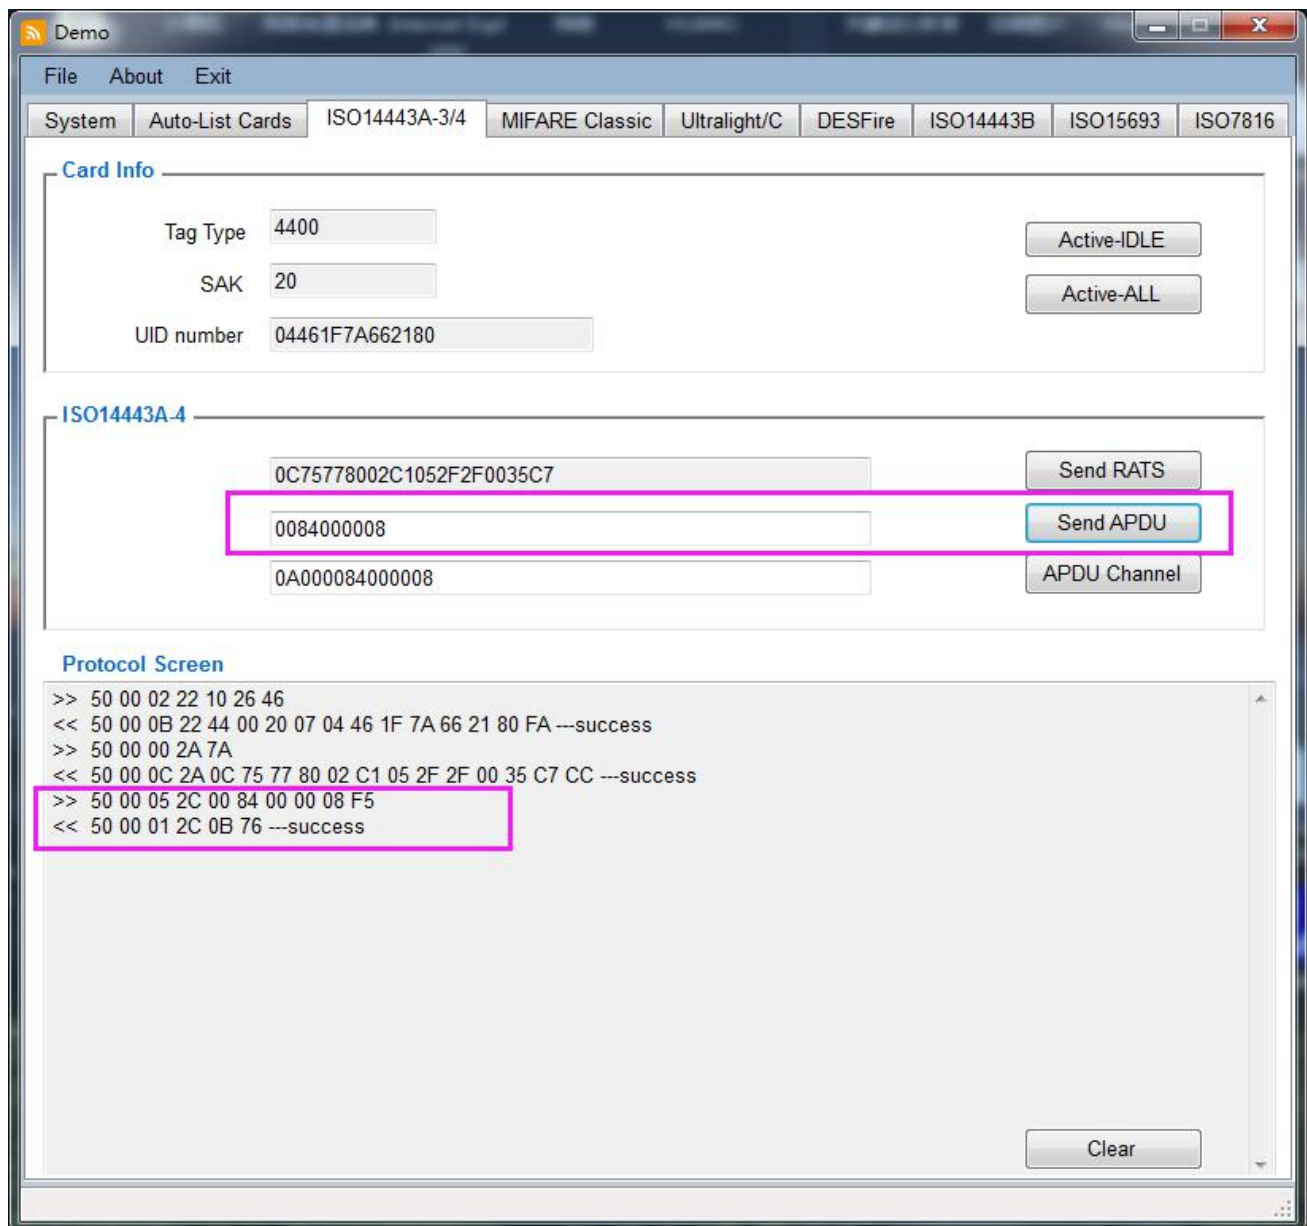 Demo
File About Exit
System Auto-List Cards ISO14443A-3/4 MIFARE Classic Ultralight/C DESFire ISO14443B ISO15693 ISO7816
Card Info
Tag Type 4400 Active-IDLE
SAK 20 Active-ALL
UID number 04461F7A662180
ISO14443A-4
0C75778002C1052F2F0035C7 Send RATS
0084000008 Send APDU
0A000084000008 APDU Channel
Protocol Screen
>> 50 00 02 22 10 26 46
<< 50 00 0B 22 44 00 20 07 04 46 1F 7A 66 21 80 FA ---success
>> 50 00 00 2A 7A
<< 50 00 0C 2A 0C 75 77 80 02 C1 05 2F 2F 00 35 C7 CC ---success
>> 50 00 05 2C 00 84 00 00 08 F5
<< 50 00 01 2C 0B 76 ---success
Clear